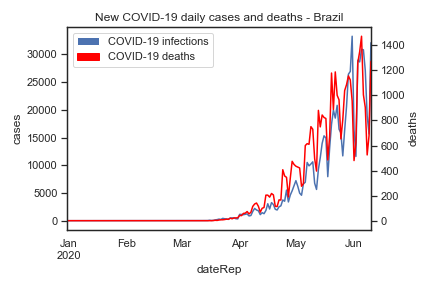 New COVID-19 daily cases and deaths - Brazil
COVID-19 infections
COVID-19 deaths
30000
25000
20000
15000
10000
5000
0
cases
1400
1200
1000
800
600
400
200
0
deaths
Jan Feb Mar Apr May Jun
2020
dateRep